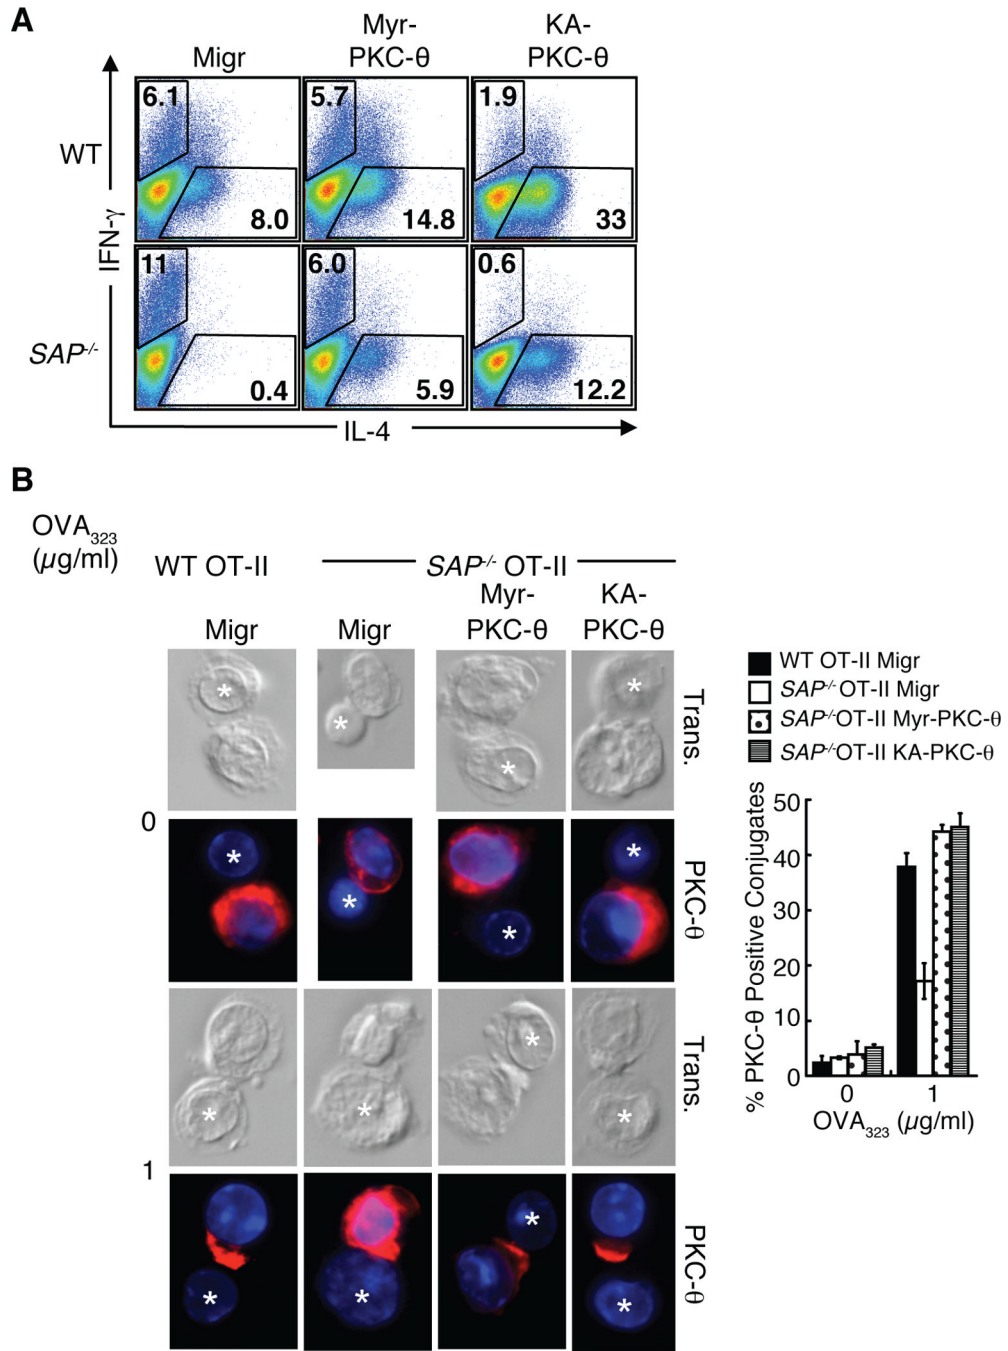 A
Migr
Myr-
PKC-θ
KA-
PKC-θ
WT
6.1
8.0
5.7
14.8
1.9
33
IFN-γ
SAP-/-
11
0.4
6.0
5.9
0.6
12.2
IL-4
B
OVA323
(µg/ml)
WT OT-II
SAP-/- OT-II
Migr
Migr
Myr-
PKC-θ
KA-
PKC-θ
*
*
*
*
Trans.
0
*
*
*
*
PKC-θ
*
*
*
*
Trans.
1
*
*
*
*
PKC-θ
WT OT-II Migr
SAP-/-OT-II Migr
SAP-/-OT-II Myr-PKC-θ
SAP-/-OT-II KA-PKC-θ
% PKC-θ Positive Conjugates
50
40
30
20
10
0
0
1
OVA323 (µg/ml)